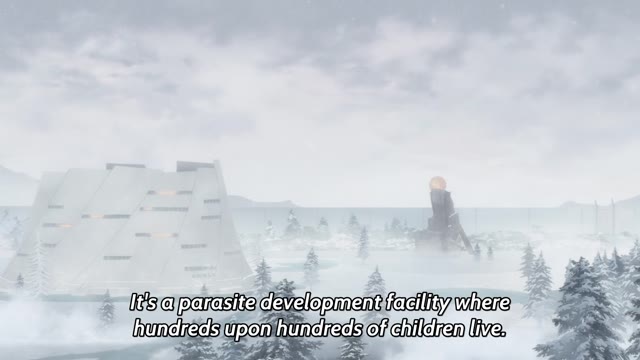 It's a parasite development facility where
hundreds upon hundreds of children live.